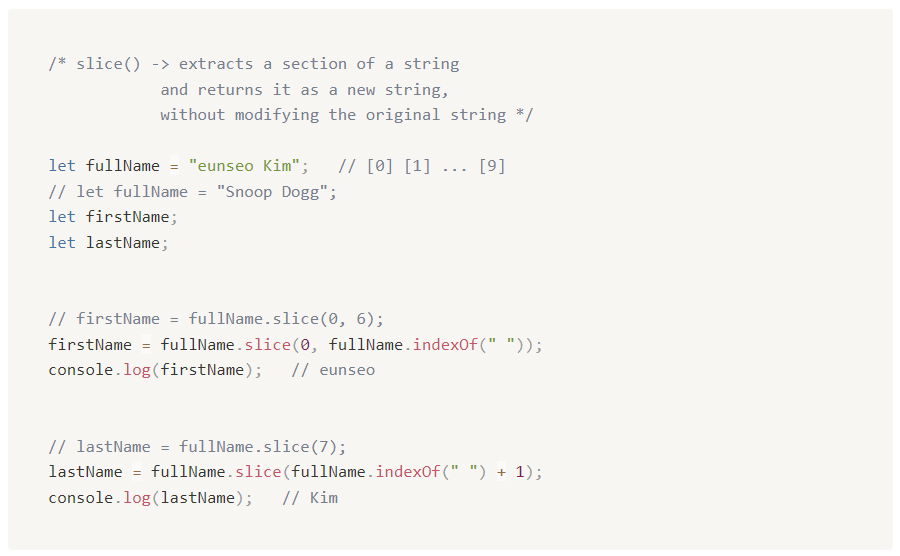 /* slice() -> extracts a section of a string
            and returns it as a new string,
            without modifying the original string */
let fullName = "eunseo Kim";   // [0] [1] ... [9]
// let fullName = "Snoop Dogg";
let firstName;
let lastName;
// firstName = fullName.slice(0, 6);
firstName = fullName.slice(0, fullName.indexOf(" "));
console.log(firstName);   // eunseo
// lastName = fullName.slice(7);
lastName = fullName.slice(fullName.indexOf(" ") + 1);
console.log(lastName);   // Kim